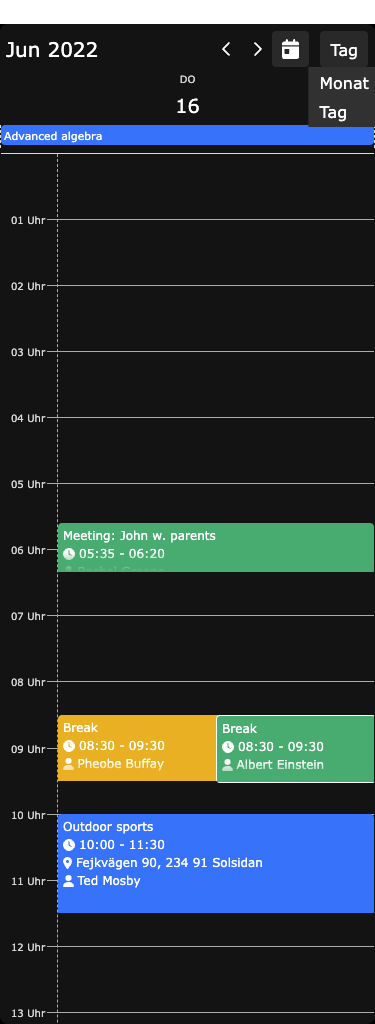 Jun 2022
Tag
Monat
Tag
DO
16
Advanced algebra
01 Uhr
02 Uhr
03 Uhr
04 Uhr
05 Uhr
Meeting: John w. parents
06 Uhr
05:35 - 06:20
07 Uhr
08 Uhr
Break
08:30 - 09:30
Pheobe Buffay
Break
08:30 - 09:30
Albert Einstein
09 Uhr
10 Uhr
Outdoor sports
10:00 - 11:30
Fejkvägen 90, 234 91 Solsidan
Ted Mosby
11 Uhr
12 Uhr
13 Uhr